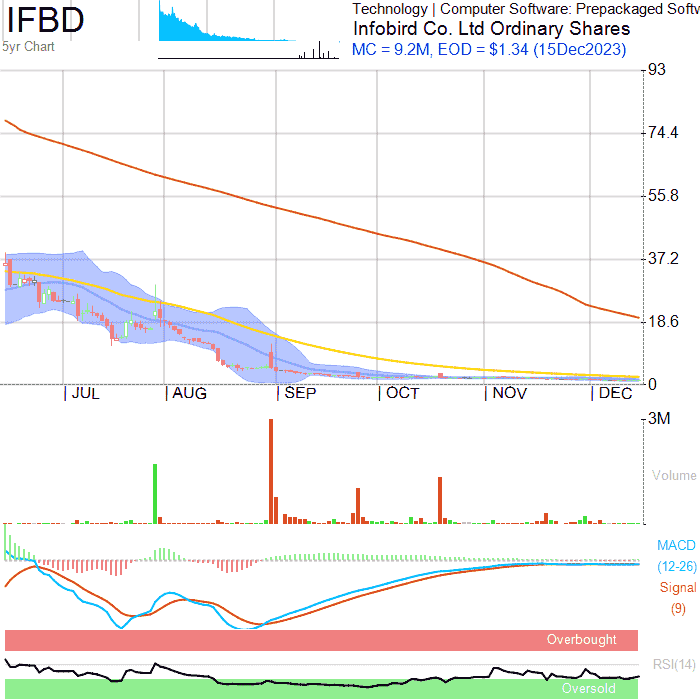 IFBD
5yr Chart
Technology | Computer Software: Prepackaged Softw
Infobird Co. Ltd Ordinary Shares
MC = 9.2M, EOD = $1.34 (15Dec2023)
93
74.4
55.8
37.2
18.6
0
JUL AUG SEP OCT NOV DEC
3M
Volume
MACD
(12-26)
Signal
(9)
Overbought
RSI(14)
Oversold